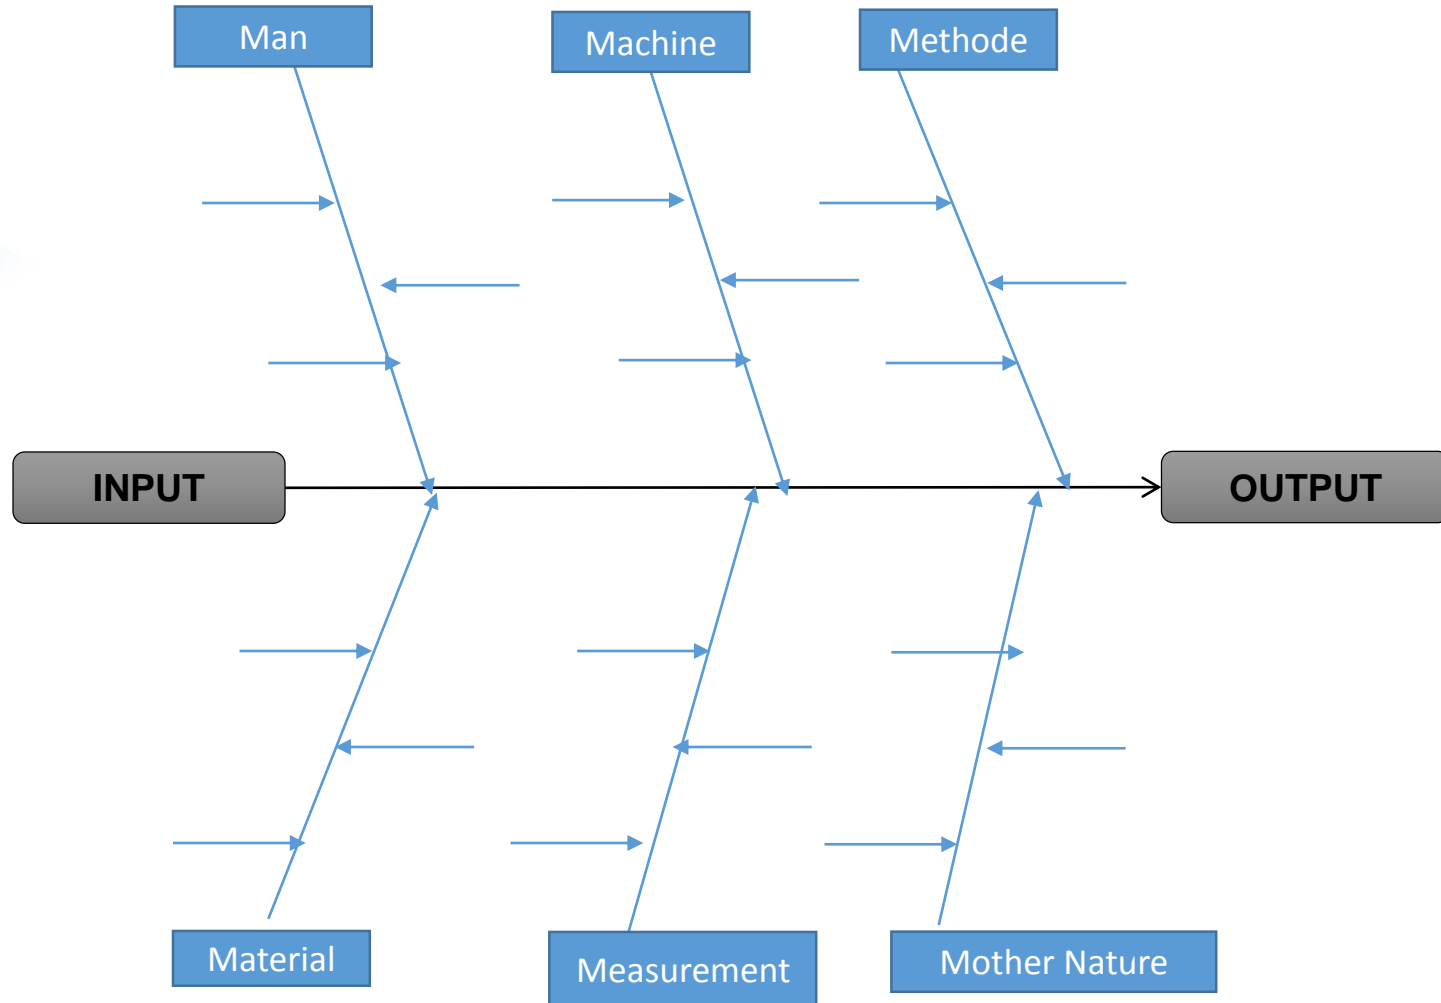 Man
Machine
Methode
INPUT
OUTPUT
Material
Measurement
Mother Nature